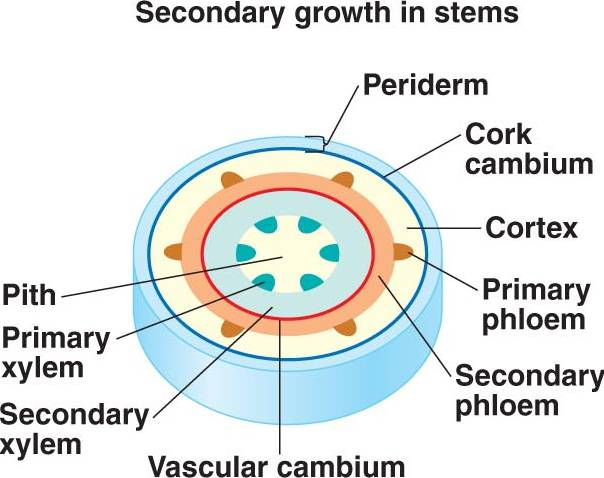 Secondary growth in stems
Periderm
Cork
cambium
Cortex
Primary
phloem
Secondary
phloem
Pith
Primary
xylem
Secondary
xylem
Vascular cambium